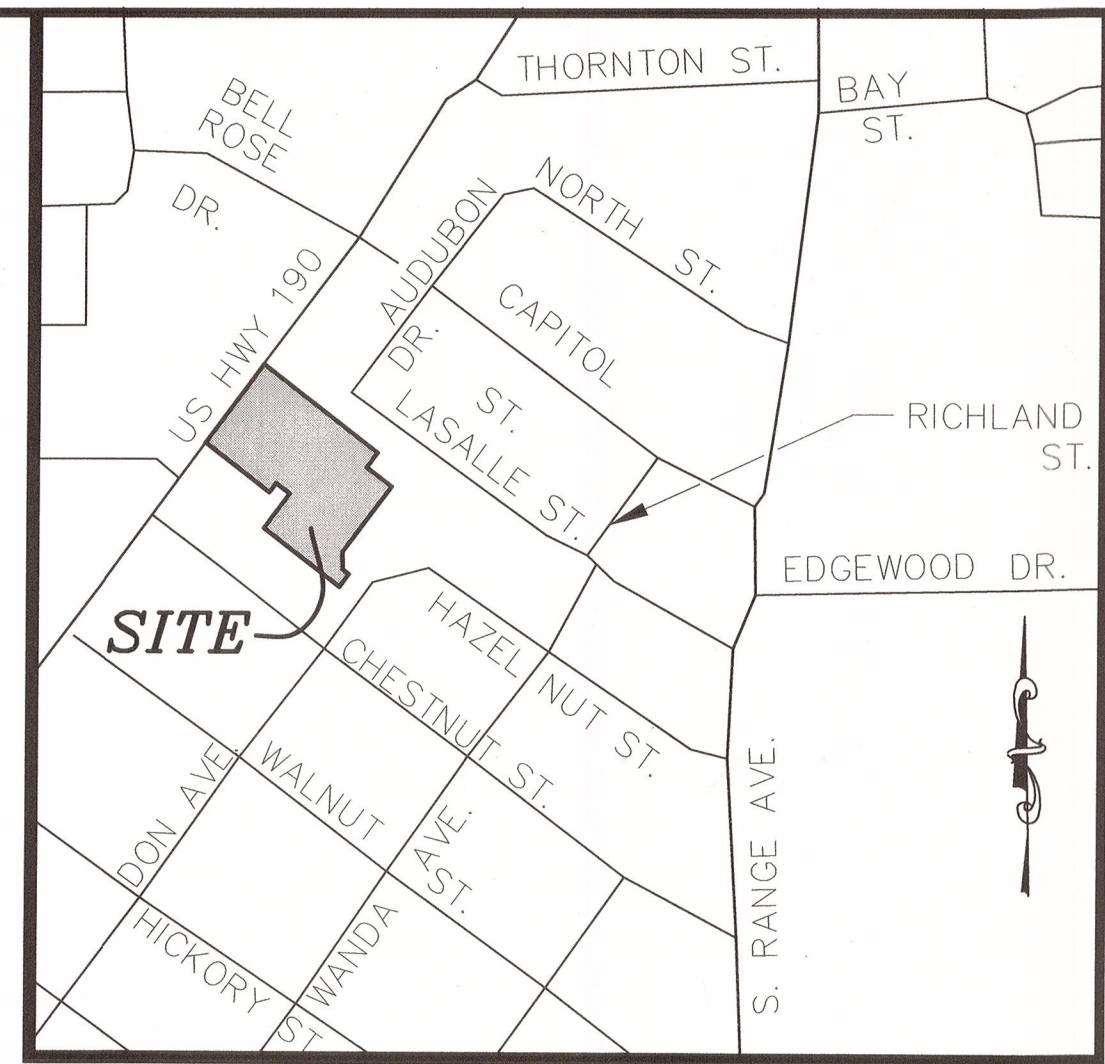 THORNTON ST.
BAY
ST.
BELL
ROSE
DR.
NORTH ST.
AUDUBON
DR.
US HWY 190
CAPITOL
ST.
LASALLE ST.
RICHLAND
ST.
EDGEWOOD DR.
SITE
HAZEL NUT ST.
CHESTNUT ST.
WALNUT
ST.
DON AVE.
WANDA AVE.
HICKORY
ST.
S. RANGE AVE.